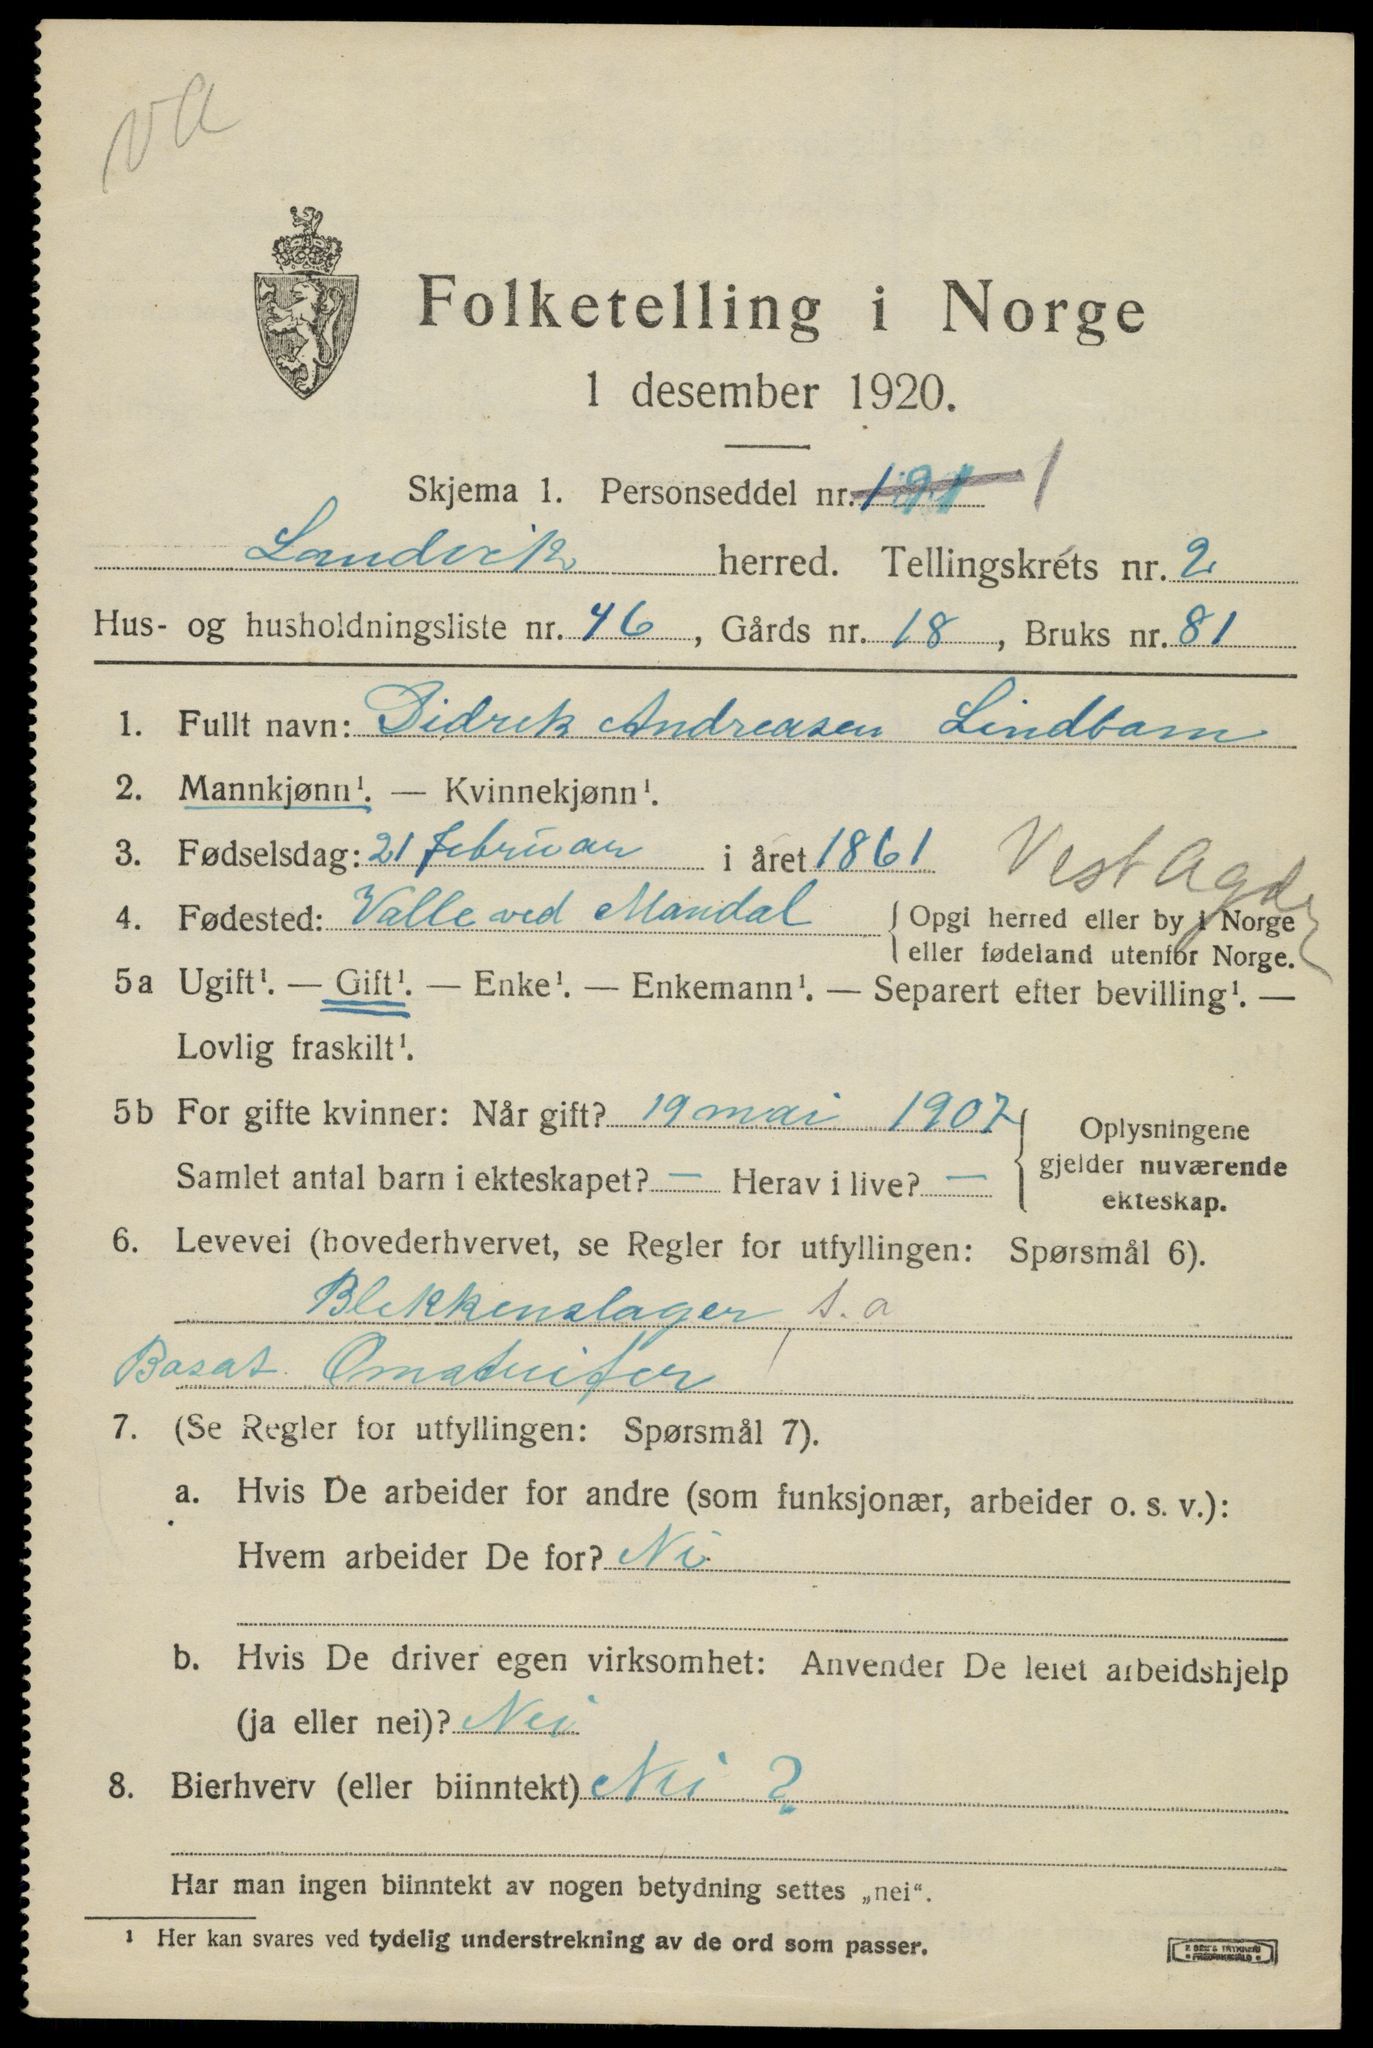 va
Folketelling i Norge
1 desember 1920.
Skjema 1. Personseddel nr. 191 1
Landvik herred. Tellingskrets nr. 2
Hus- og husholdningsliste nr. 46, Gårds nr. 18, Bruks nr. 81
1. Fullt navn: Didrik Andreasen Lindbam
2. Mannkjønn¹. — Kvinnekjønn¹.
3. Fødselsdag: 21 februar i året 1861
Vest Agder
4. Fødested: Valle ved Mandal { Opgi herred eller by i Norge
eller fødeland utenfor Norge.
5a Ugift¹. — Gift¹. — Enke¹. — Enkemann¹. — Separert efter bevilling¹. —
Lovlig fraskilt¹.
5b For gifte kvinner: Når gift? 19 mai 1907 { Oplysningene
gjelder nuværende
ekteskap.
Samlet antal barn i ekteskapet? — Herav i live? —
6. Levevei (hovederhvervet, se Regler for utfyllingen: Spørsmål 6).
Blekkenslager s.a
7. (Se Regler for utfyllingen: Spørsmål 7).
a. Hvis De arbeider for andre (som funksjonær, arbeider o. s. v.):
Hvem arbeider De for? Nei
b. Hvis De driver egen virksomhet: Anvender De leiet arbeidshjelp
(ja eller nei)? Nei
8. Bierhverv (eller biinntekt) Nei ?
Har man ingen biinntekt av nogen betydning settes „nei“.
¹ Her kan svares ved tydelig understrekning av de ord som passer.